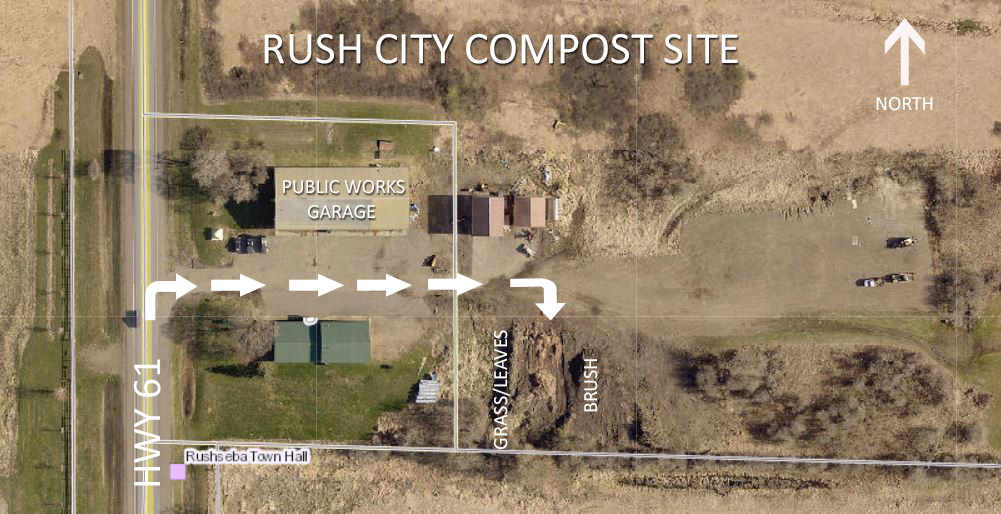 RUSH CITY COMPOST SITE
NORTH
PUBLIC WORKS
GARAGE
HWY 61
GRASS/LEAVES
BRUSH
Rushseba Town Hall